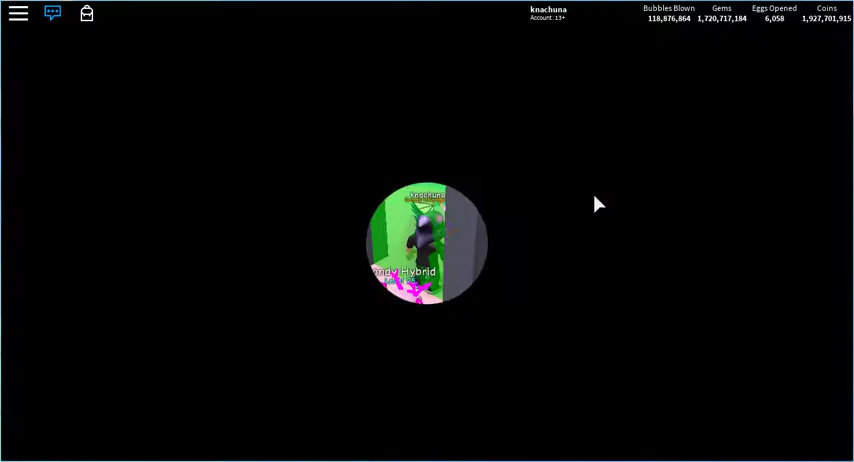 knachuna
Account: 13+
Bubbles Blown
118,876,864
Gems
1,720,717,184
Eggs Opened
6,058
Coins
1,927,701,915
Hybrid